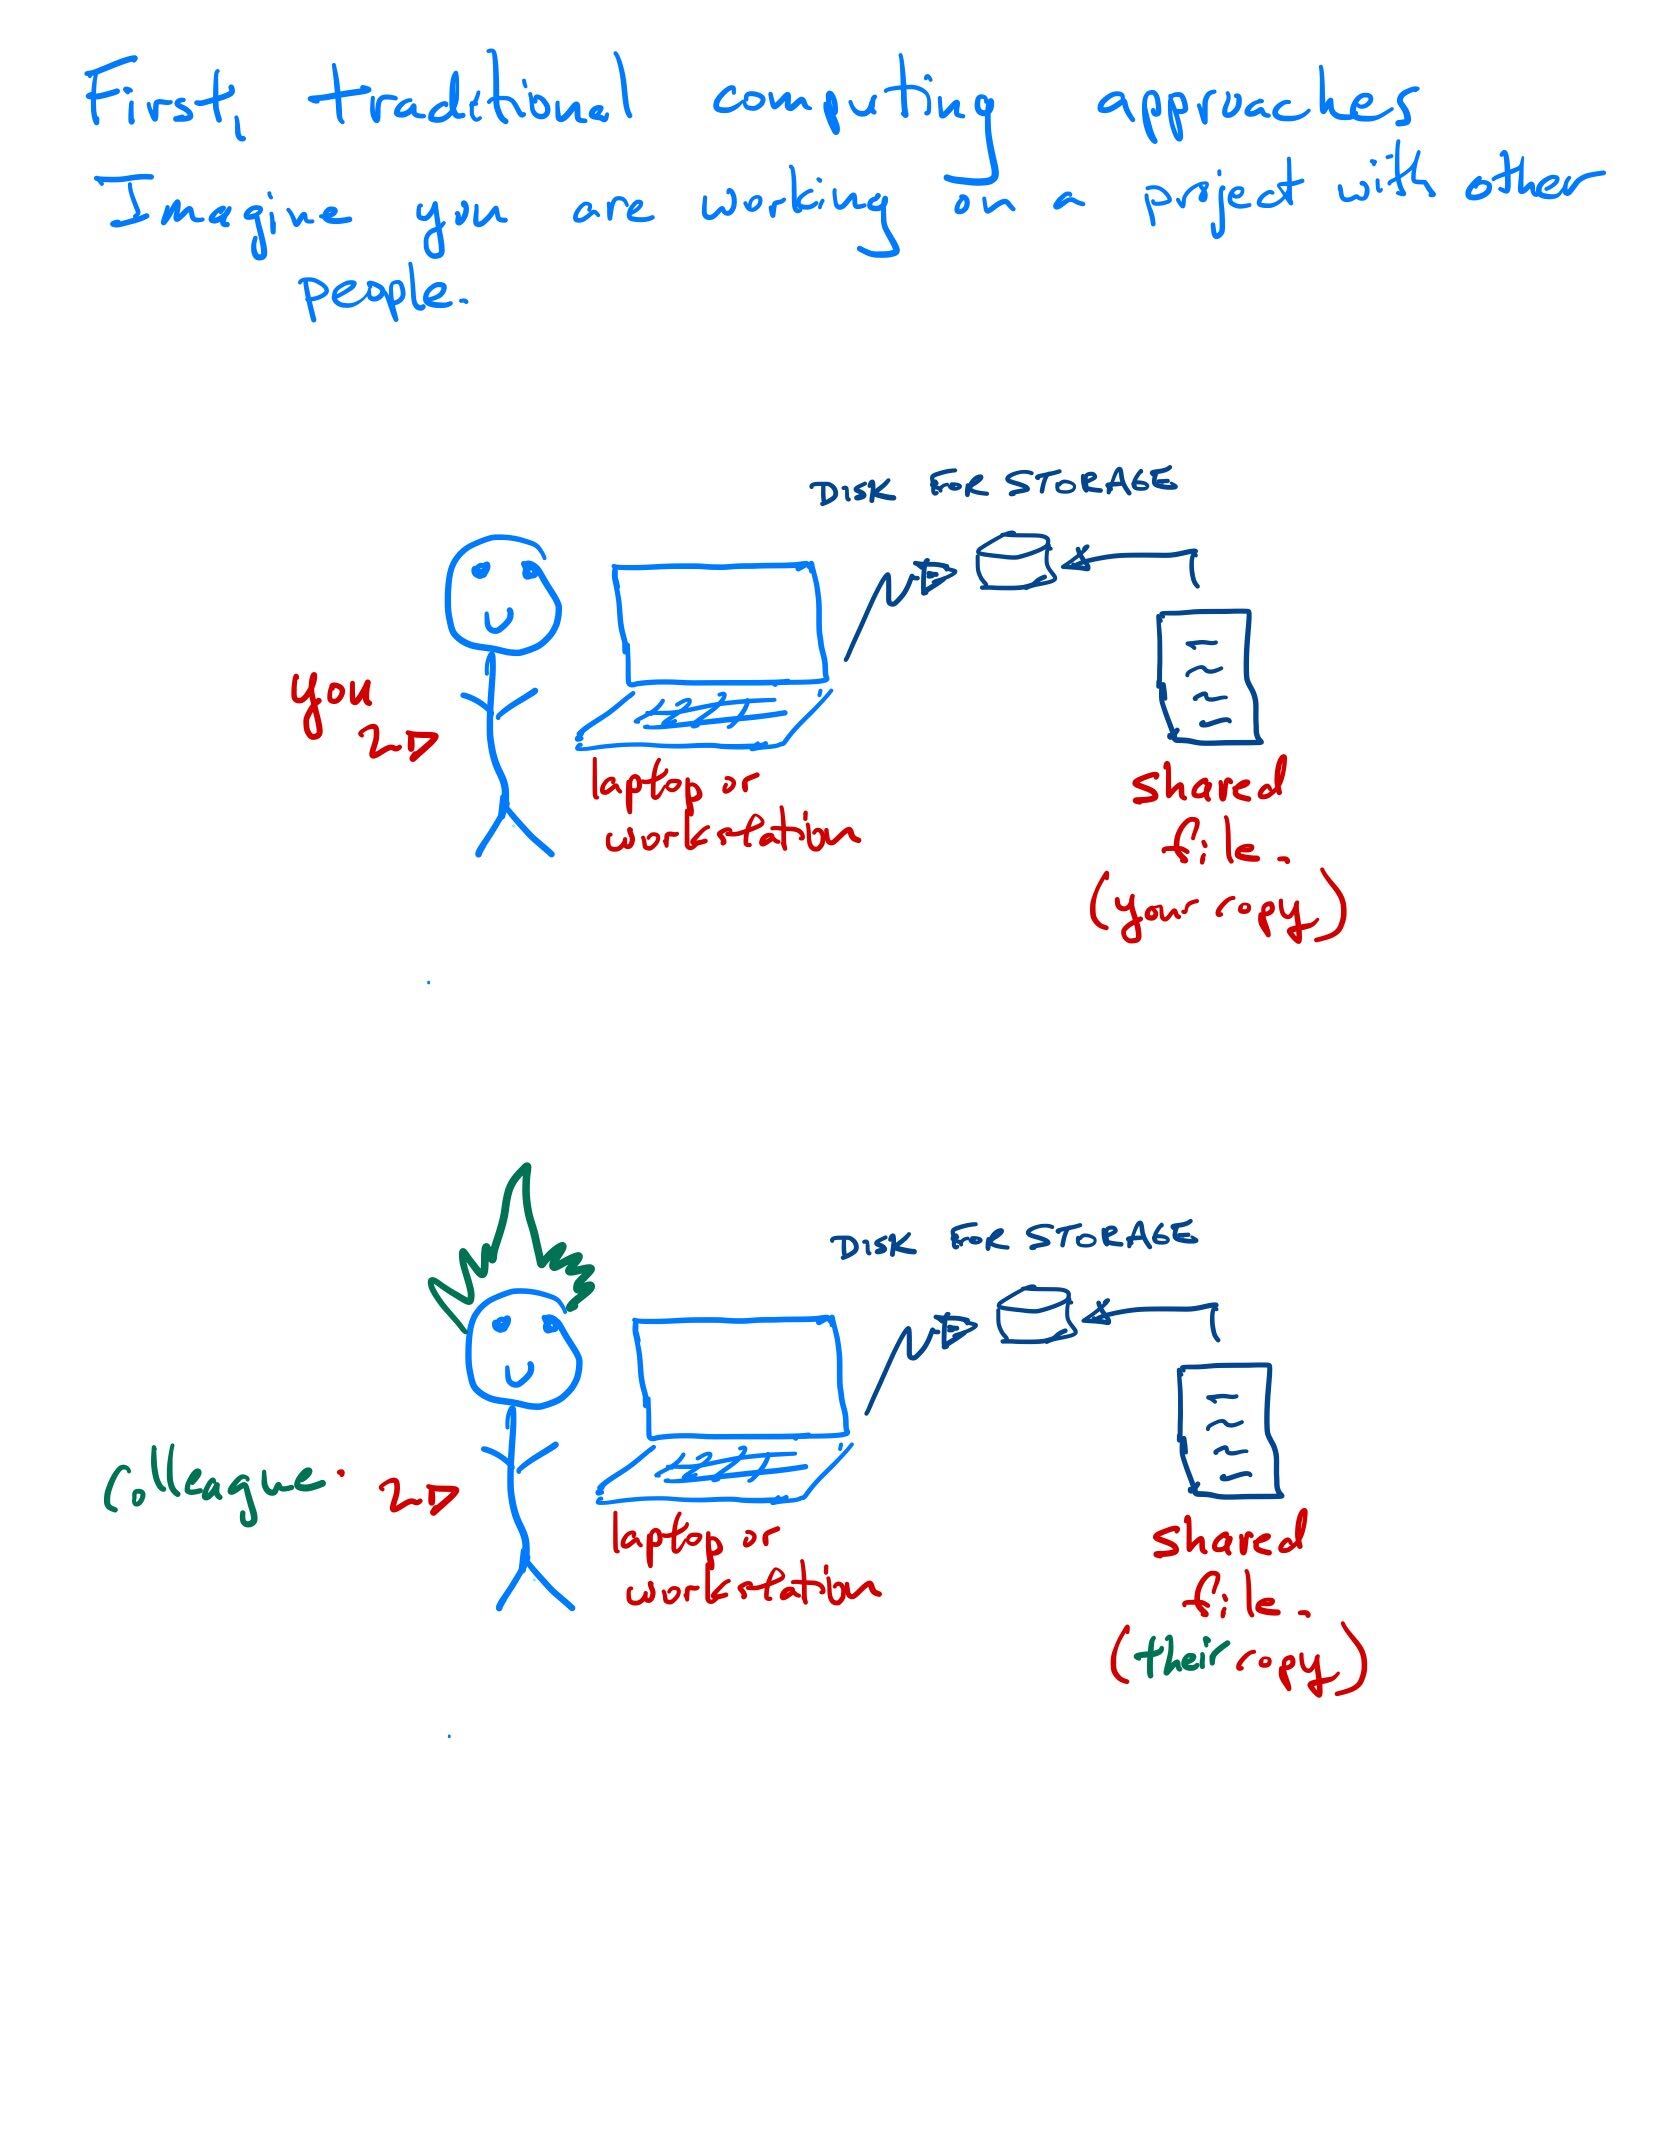 First, traditional computing approaches
Imagine you are working on a project with other
people.
DISK FOR STORAGE
you
laptop or
workstation
shared
file.
(your copy)
DISK FOR STORAGE
Colleague.
laptop or
workstation
shared
file.
(their copy)